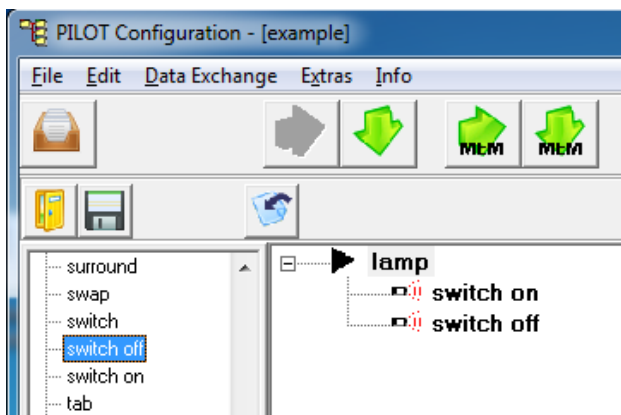 PILOT Configuration - [example]
File Edit Data Exchange Extras Info
MEM MEM
surround
swap
switch
switch off
switch on
tab
lamp
switch on
switch off